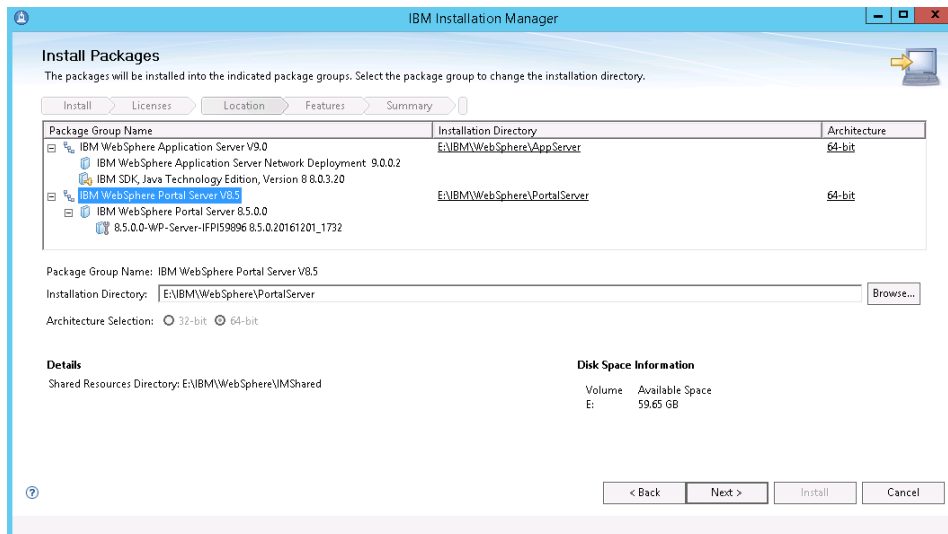 IBM Installation Manager
Install Packages
The packages will be installed into the indicated package groups. Select the package group to change the installation directory.
Install Licenses Location Features Summary
Package Group Name Installation Directory Architecture
IBM WebSphere Application Server V9.0 E:\IBM\WebSphere\AppServer 64-bit
IBM WebSphere Application Server Network Deployment 9.0.0.2
IBM SDK, Java Technology Edition, Version 8 8.0.3.20
IBM WebSphere Portal Server V8.5 E:\IBM\WebSphere\PortalServer 64-bit
IBM WebSphere Portal Server 8.5.0.0
8.5.0.0-WP-Server-IFPI59896 8.5.0.20161201_1732
Package Group Name: IBM WebSphere Portal Server V8.5
Installation Directory: E:\IBM\WebSphere\PortalServer Browse...
Architecture Selection: 32-bit 64-bit
Details Disk Space Information
Shared Resources Directory: E:\IBM\WebSphere\IMShared
Volume Available Space
E: 59.65 GB
? < Back Next > Install Cancel